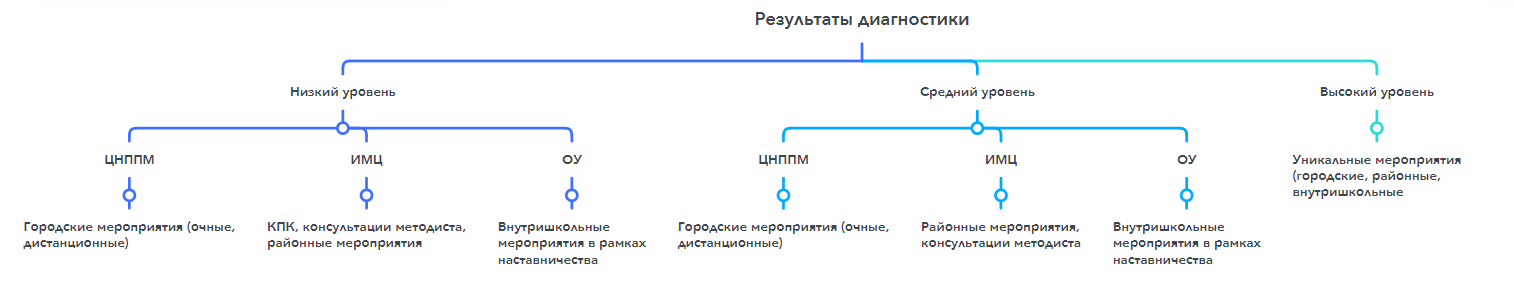 Результаты диагностики
Низкий уровень
Средний уровень
Высокий уровень
ЦНППМ
ИМЦ
ОУ
ЦНППМ
ИМЦ
ОУ
Уникальные мероприятия
(городские, районные,
внутришкольные
Городские мероприятия (очные,
дистанционные)
КПК, консультации методиста,
районные мероприятия
Внутришкольные
мероприятия в рамках
наставничества
Городские мероприятия (очные,
дистанционные)
Районные мероприятия,
консультации методиста
Внутришкольные
мероприятия в рамках
наставничества